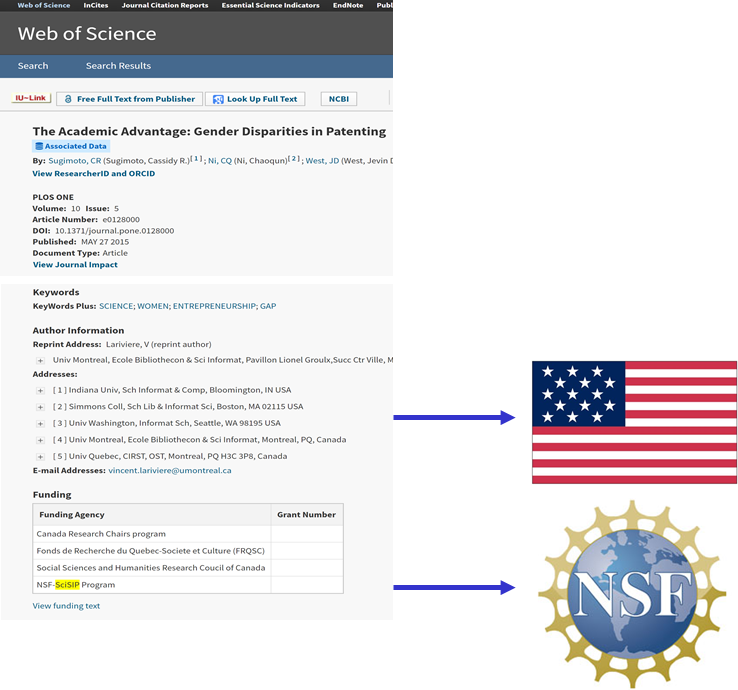 Web of Science InCites Journal Citation Reports Essential Science Indicators EndNote Publ
Web of Science
Search Search Results
IU-Link Free Full Text from Publisher Look Up Full Text NCBI
The Academic Advantage: Gender Disparities in Patenting
Associated Data
By: Sugimoto, CR (Sugimoto, Cassidy R.)[ 1 ] ; Ni, CQ (Ni, Chaoqun)[ 2 ] ; West, JD (West, Jevin D
View ResearcherID and ORCID
PLOS ONE
Volume: 10 Issue: 5
Article Number: e0128000
DOI: 10.1371/journal.pone.0128000
Published: MAY 27 2015
Document Type: Article
View Journal Impact
Keywords
KeyWords Plus: SCIENCE; WOMEN; ENTREPRENEURSHIP; GAP
Author Information
Reprint Address: Lariviere, V (reprint author)
Univ Montreal, Ecole Bibliothecon & Sci Informat, Pavillon Lionel Groulx,Succ Ctr Ville, M
Addresses:
[ 1 ] Indiana Univ, Sch Informat & Comp, Bloomington, IN USA
[ 2 ] Simmons Coll, Sch Lib & Informat Sci, Boston, MA 02115 USA
[ 3 ] Univ Washington, Informat Sch, Seattle, WA 98195 USA
[ 4 ] Univ Montreal, Ecole Bibliothecon & Sci Informat, Montreal, PQ, Canada
[ 5 ] Univ Quebec, CIRST, OST, Montreal, PQ H3C 3P8, Canada
E-mail Addresses: vincent.lariviere@umontreal.ca
Funding
Funding Agency Grant Number
Canada Research Chairs program
Fonds de Recherche du Quebec-Societe et Culture (FRQSC)
Social Sciences and Humanities Research Coucil of Canada
NSF-SciSIP Program
View funding text
NSF